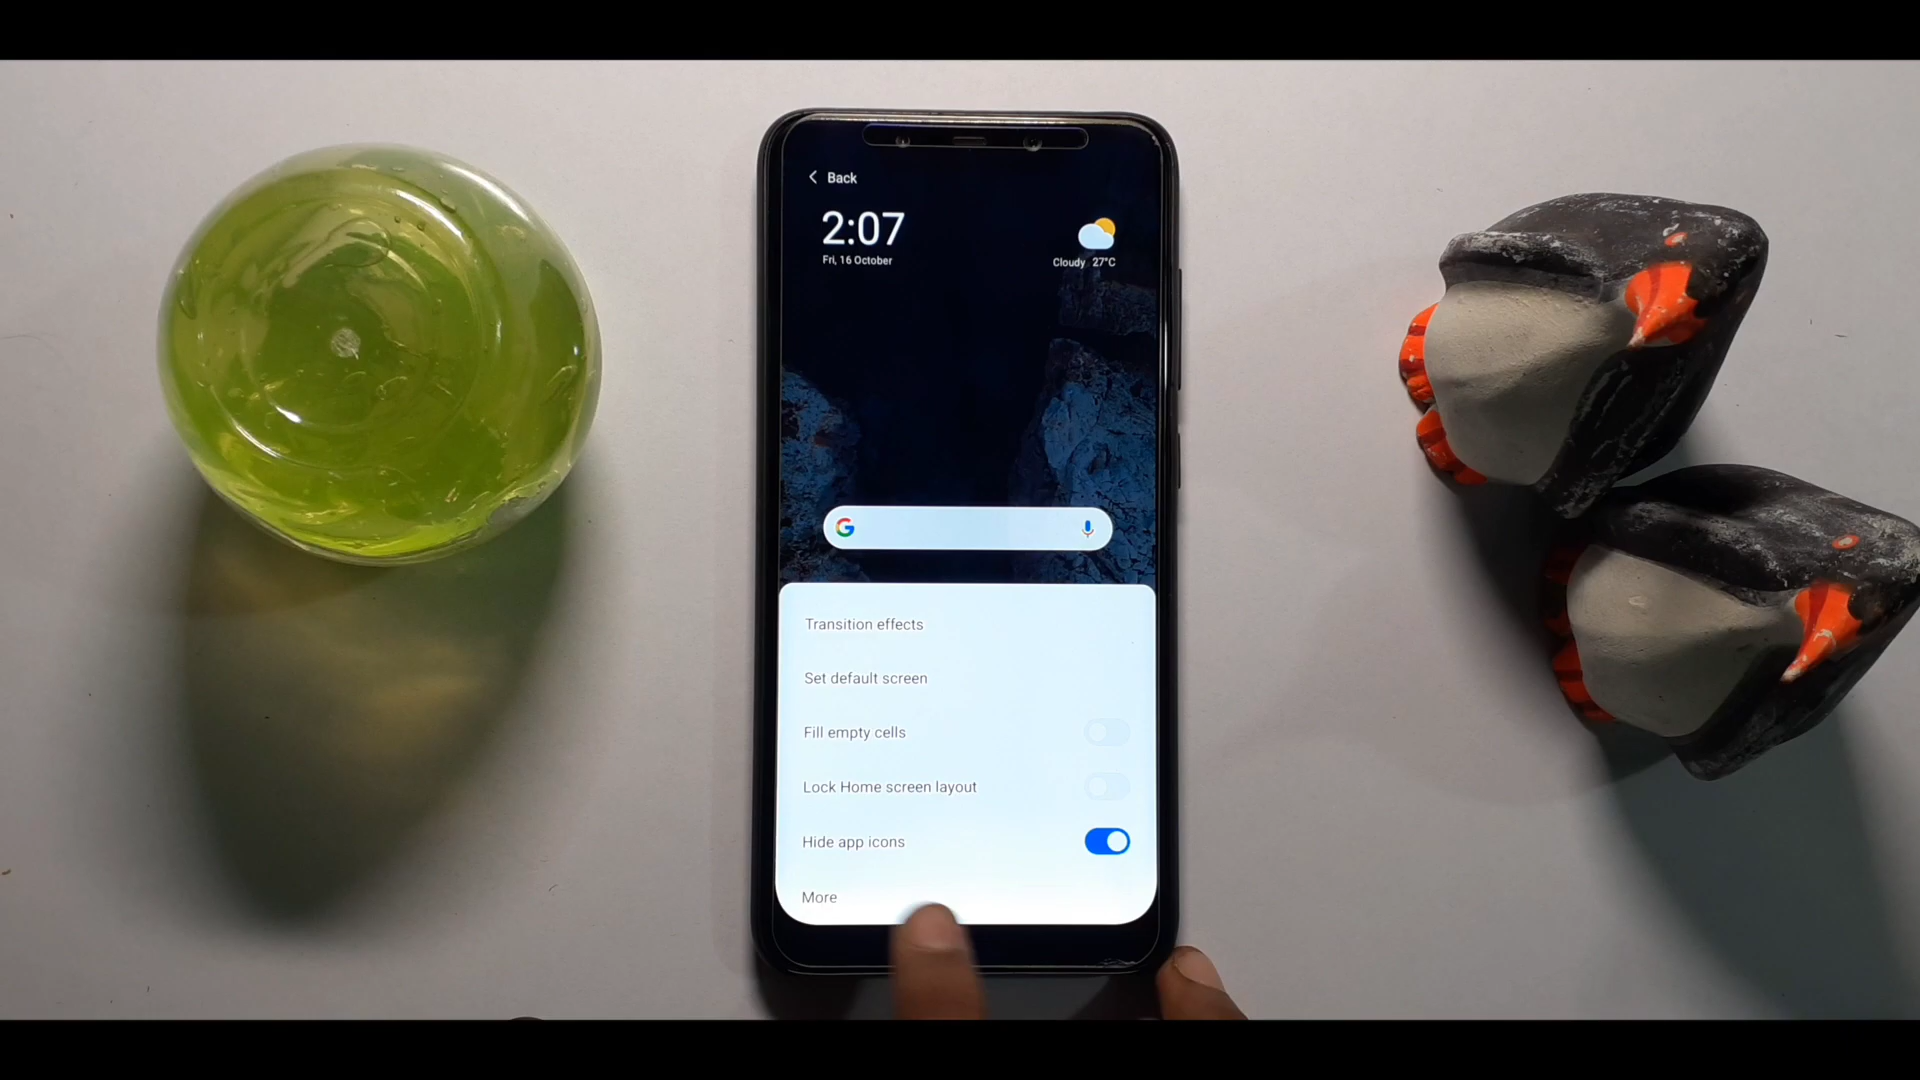 Back
2:07
Fri, 16 October
Cloudy 27°C
G
Transition effects
Set default screen
Fill empty cells
Lock Home screen layout
Hide app icons
More